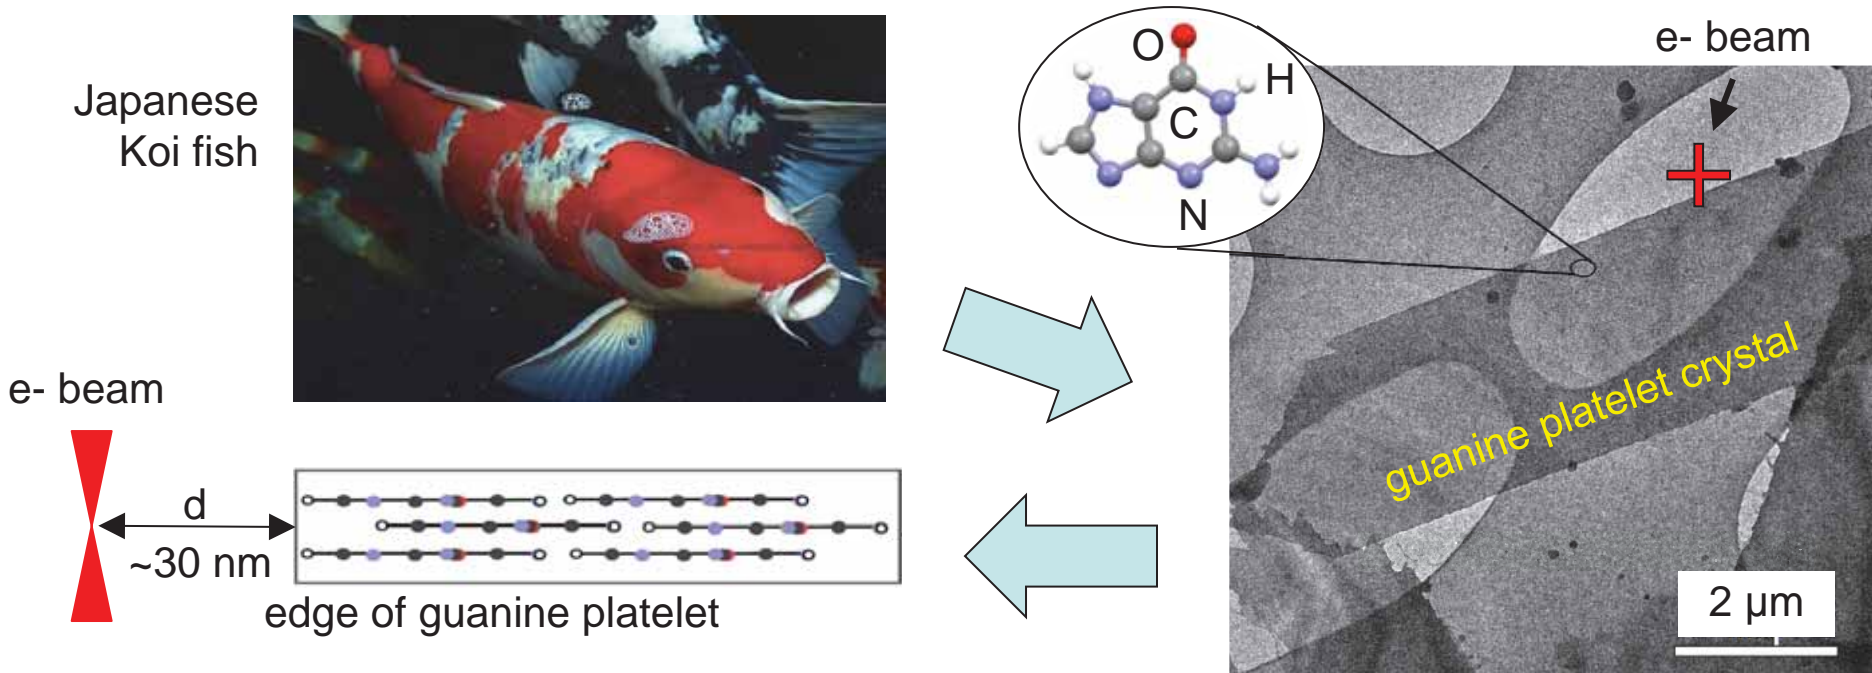 Japanese
Koi fish
O
H
C
N
e- beam
guanine platelet crystal
2 µm
e- beam
d
~30 nm
edge of guanine platelet